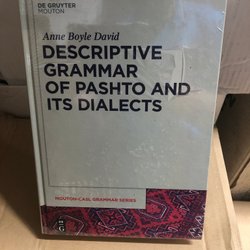 DE GRUYTER
MOUTON
Anne Boyle David
DESCRIPTIVE
GRAMMAR
OF PASHTO AND
ITS DIALECTS
MOUTON-CASL GRAMMAR SERIES